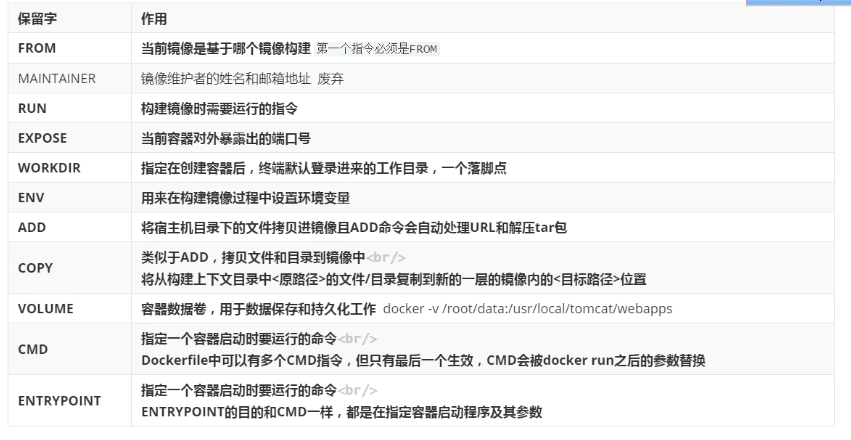 保留字 作用
FROM 当前镜像是基于哪个镜像构建 第一个指令必须是FROM
MAINTAINER 镜像维护者的姓名和邮箱地址 废弃
RUN 构建镜像时需要运行的指令
EXPOSE 当前容器对外暴露出的端口号
WORKDIR 指定在创建容器后，终端默认登录进来的工作目录，一个落脚点
ENV 用来在构建镜像过程中设置环境变量
ADD 将宿主机目录下的文件拷贝进镜像且ADD命令会自动处理URL和解压tar包
COPY 类似于ADD，拷贝文件和目录到镜像中<br/>
将从构建上下文目录中<原路径>的文件/目录复制到新的一层的镜像内的<目标路径>位置
VOLUME 容器数据卷，用于数据保存和持久化工作 docker -v /root/data:/usr/local/tomcat/webapps
CMD 指定一个容器启动时要运行的命令<br/>
Dockerfile中可以有多个CMD指令，但只有最后一个生效，CMD会被docker run之后的参数替换
ENTRYPOINT 指定一个容器启动时要运行的命令<br/>
ENTRYPOINT的目的和CMD一样，都是在指定容器启动程序及其参数